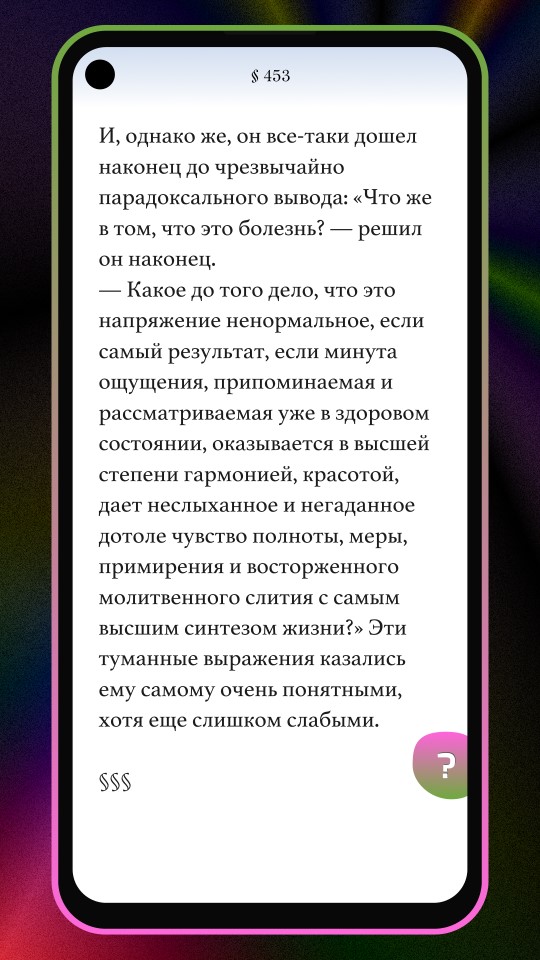 § 453
И, однако же, он все-таки дошел
наконец до чрезвычайно
парадоксального вывода: «Что же
в том, что это болезнь? — решил
он наконец.
— Какое до того дело, что это
напряжение ненормальное, если
самый результат, если минута
ощущения, припоминаемая и
рассматриваемая уже в здоровом
состоянии, оказывается в высшей
степени гармонией, красотой,
дает неслыханное и негаданное
дотоле чувство полноты, меры,
примирения и восторженного
молитвенного слития с самым
высшим синтезом жизни?» Эти
туманные выражения казались
ему самому очень понятными,
хотя еще слишком слабыми.
?
§§§